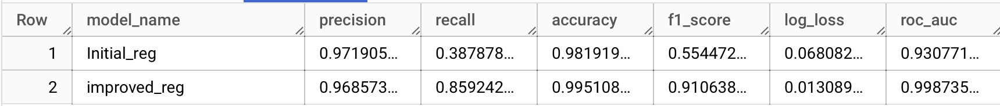 Row model_name precision recall accuracy f1_score log_loss roc_auc
1 Initial_reg 0.971905... 0.387878... 0.981919... 0.554472... 0.068082... 0.930771...
2 improved_reg 0.968573... 0.859242... 0.995108... 0.910638... 0.013089... 0.998735...